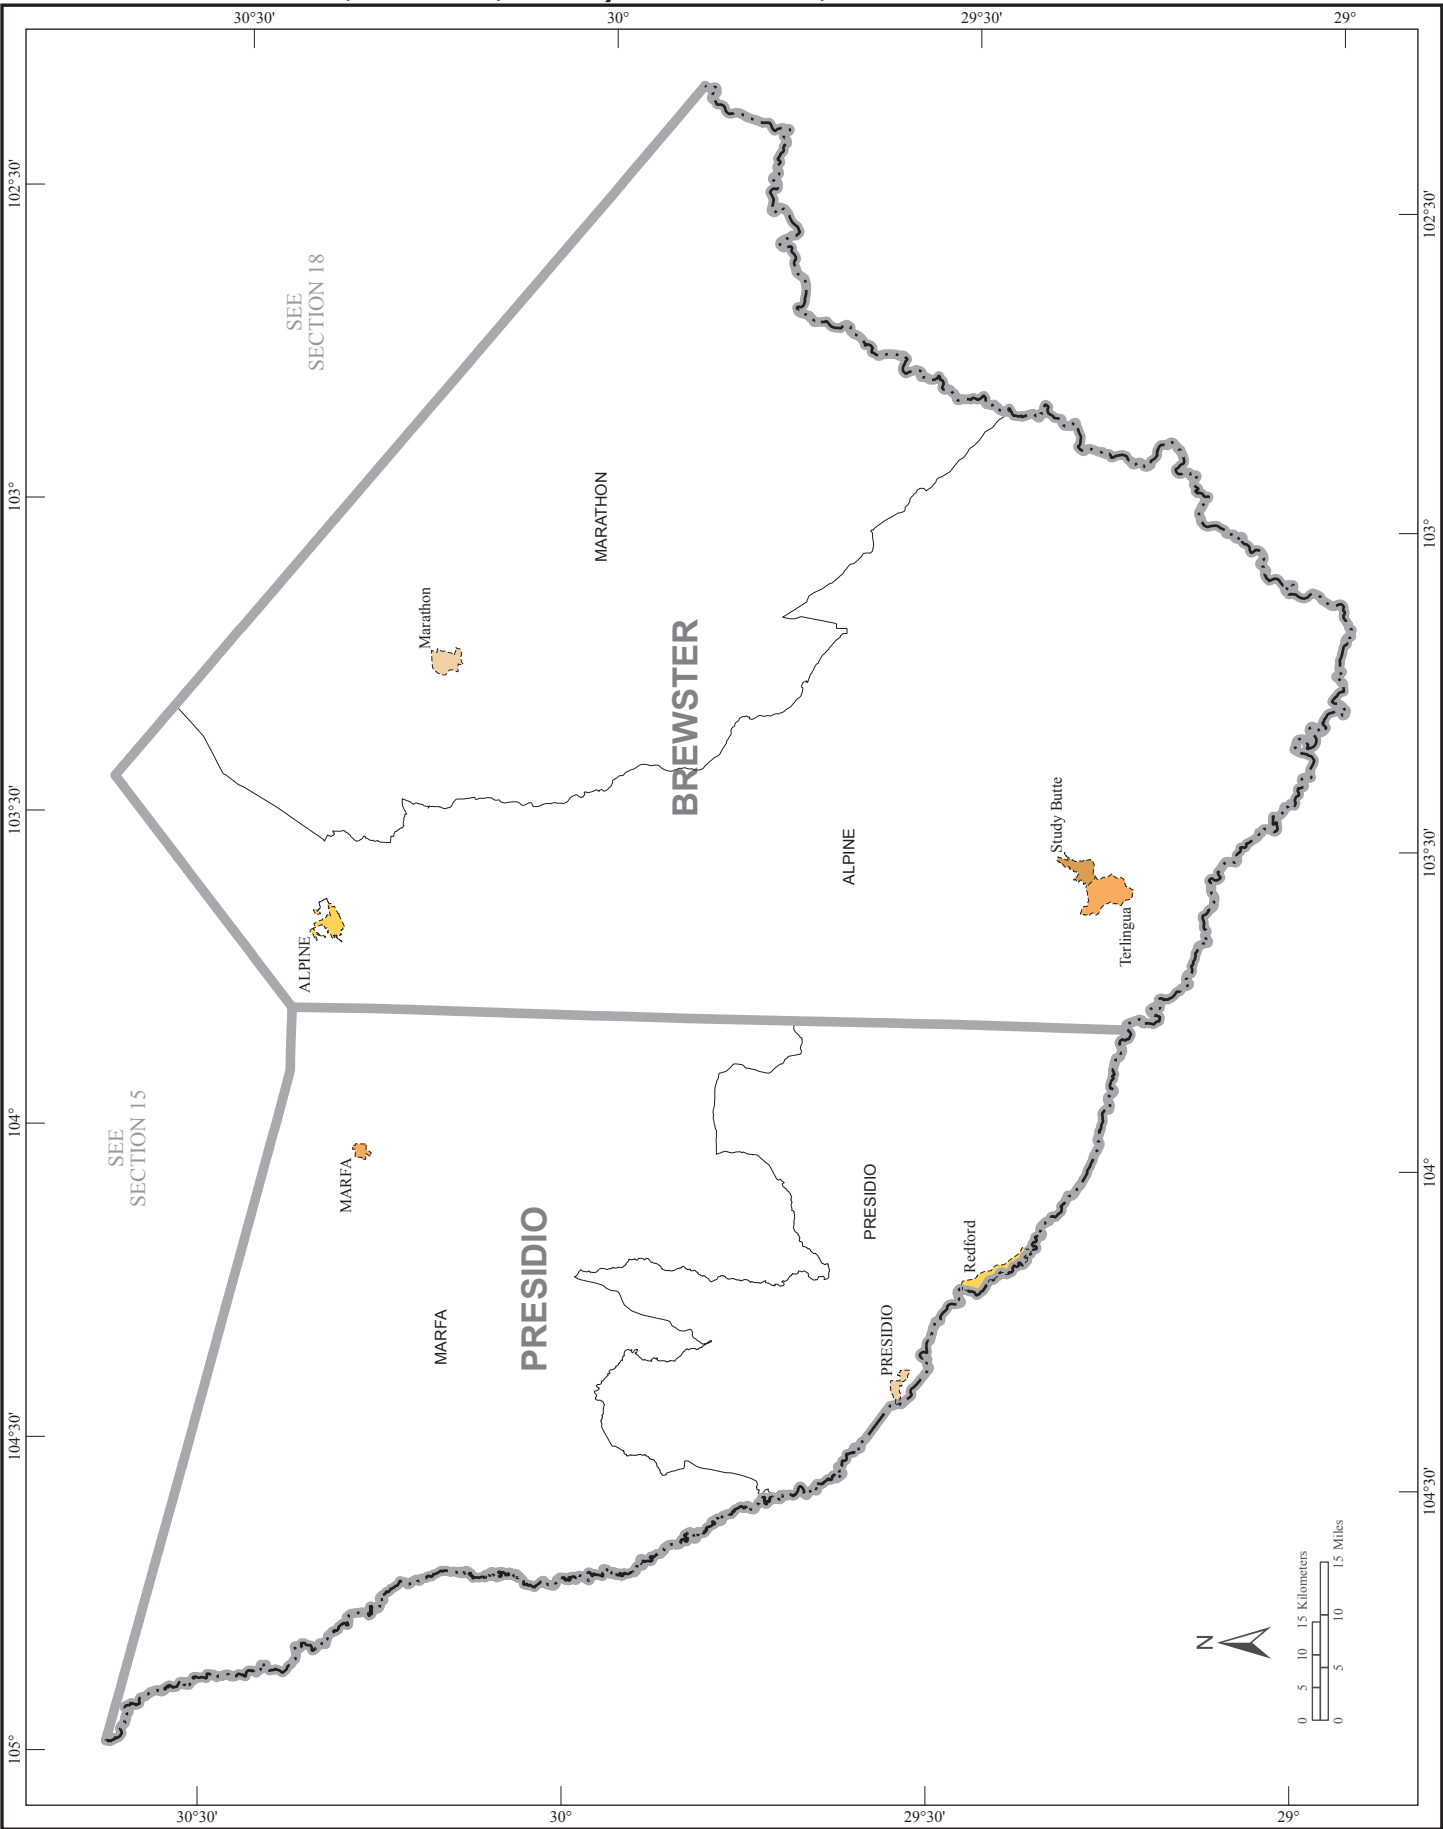 30°30'
30°
29°30'
29°
102°30'
103°
103°30'
104°
104°30'
105°
SEE
SECTION 18
SEE
SECTION 15
MARATHON
Marathon
BREWSTER
ALPINE
ALPINE
Study Butte
Terlingua
MARFA
PRESIDIO
MARFA
PRESIDIO
Redford
PRESIDIO
102°30'
103°
103°30'
104°
104°30'
N
0 5 10 15 Kilometers
0 5 10 15 Miles
30°30'
30°
29°30'
29°